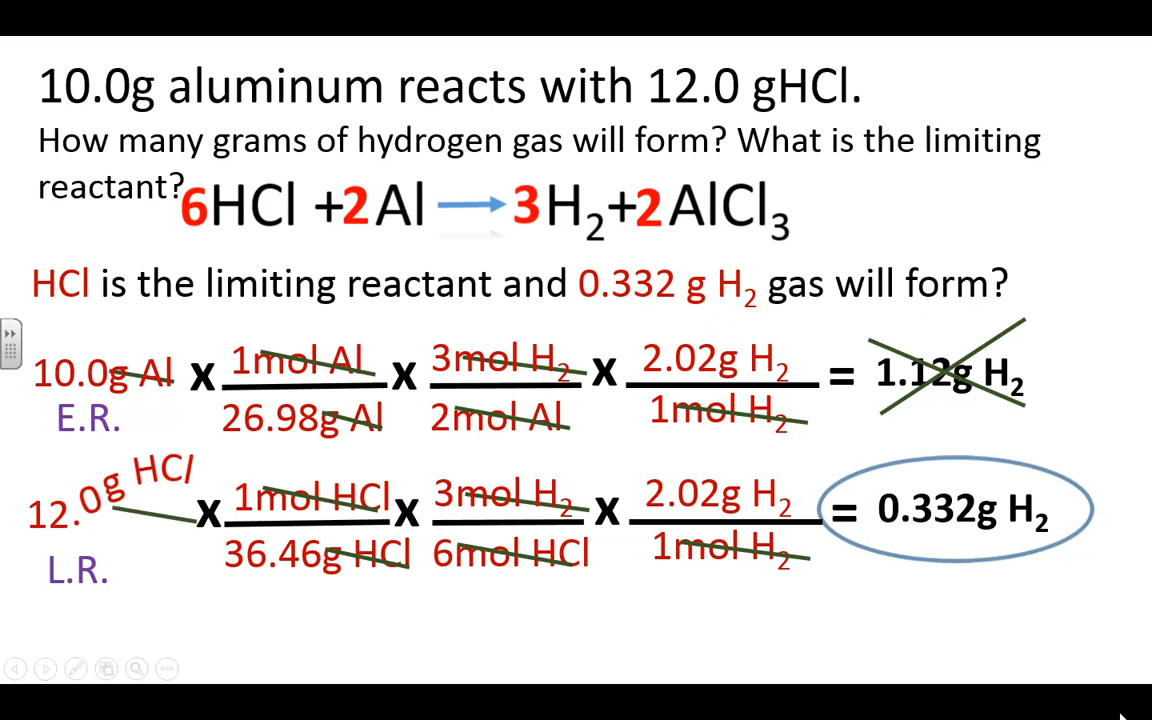 10.0g aluminum reacts with 12.0 gHCl.
How many grams of hydrogen gas will form? What is the limiting
reactant?
6HCl +2Al → 3H₂+2AlCl₃
HCl is the limiting reactant and 0.332 g H₂ gas will form?
10.0g Al x 1mol Al / 26.98g Al x 3mol H₂ / 2mol Al x 2.02g H₂ / 1mol H₂ = 1.12g H₂
E.R.
12.0g HCl x 1mol HCl / 36.46g HCl x 3mol H₂ / 6mol HCl x 2.02g H₂ / 1mol H₂ = 0.332g H₂
L.R.